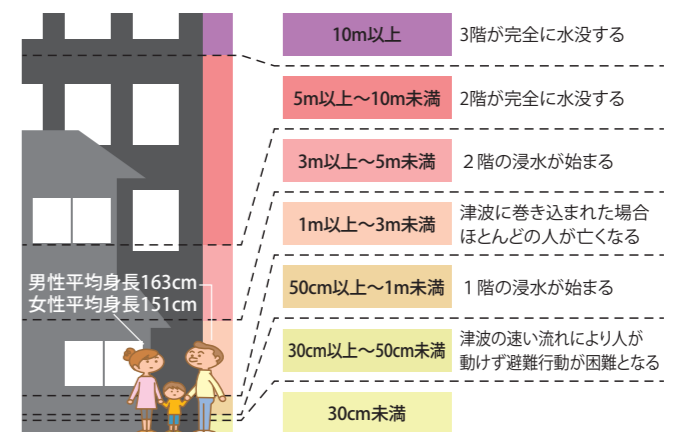 10m以上 3階が完全に水没する
5m以上～10m未満 2階が完全に水没する
3m以上～5m未満 ２階の浸水が始まる
1m以上～3m未満 津波に巻き込まれた場合
ほとんどの人が亡くなる
男性平均身長163cm
女性平均身長151cm
50cm以上～1m未満 １階の浸水が始まる
30cm以上～50cm未満 津波の速い流れにより人が
動けず避難行動が困難となる
30cm未満